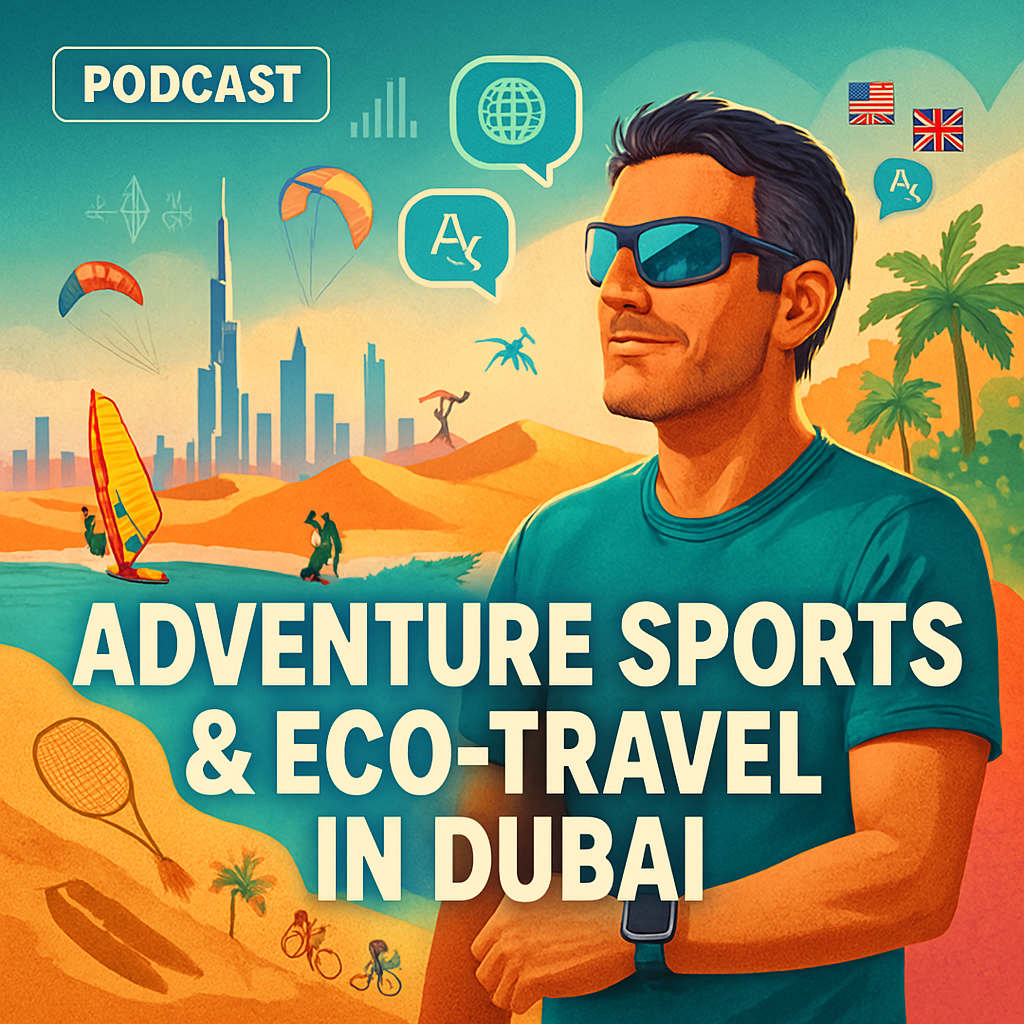 PODCAST
ADVENTURE SPORTS
& ECO-TRAVEL
IN DUBAI